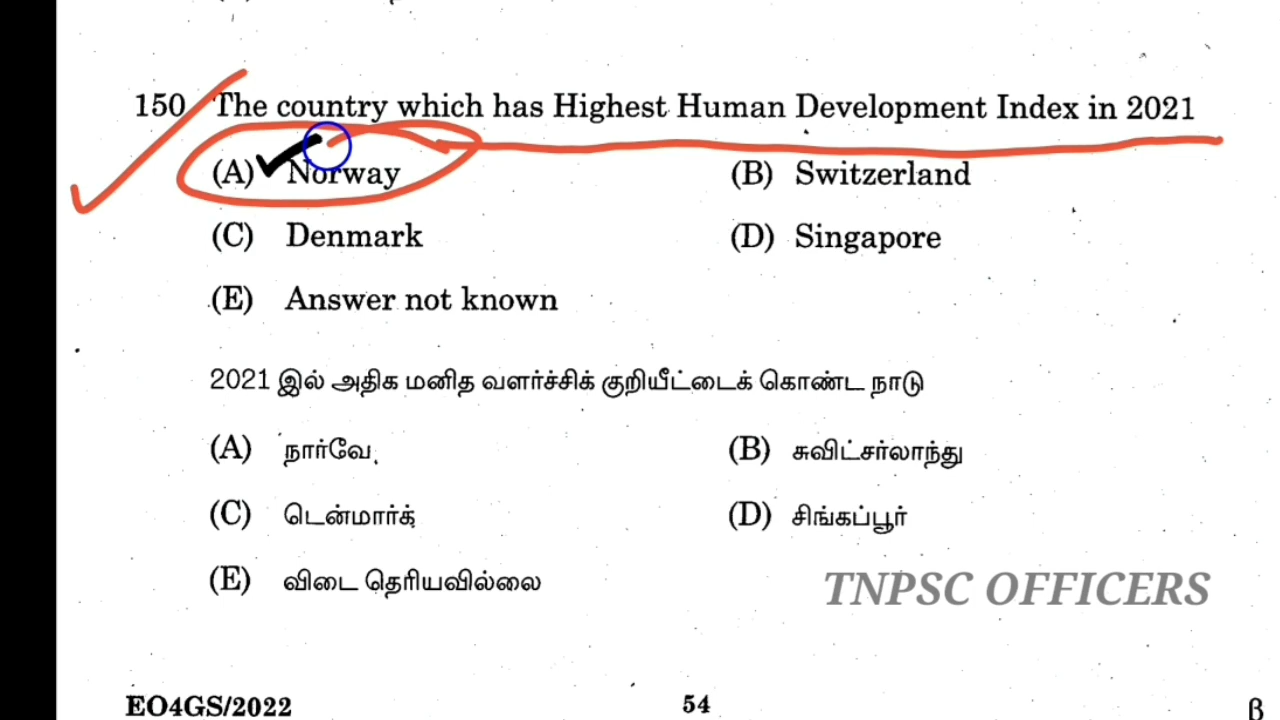 150 The country which has Highest Human Development Index in 2021
(A) Norway (B) Switzerland
(C) Denmark (D) Singapore
(E) Answer not known
2021 இல் அதிக மனித வளர்ச்சிக் குறியீட்டைக் கொண்ட நாடு
(A) நார்வே (B) சுவிட்சர்லாந்து
(C) டென்மார்க் (D) சிங்கப்பூர்
(E) விடை தெரியவில்லை
TNPSC OFFICERS
EO4GS/2022 54 β